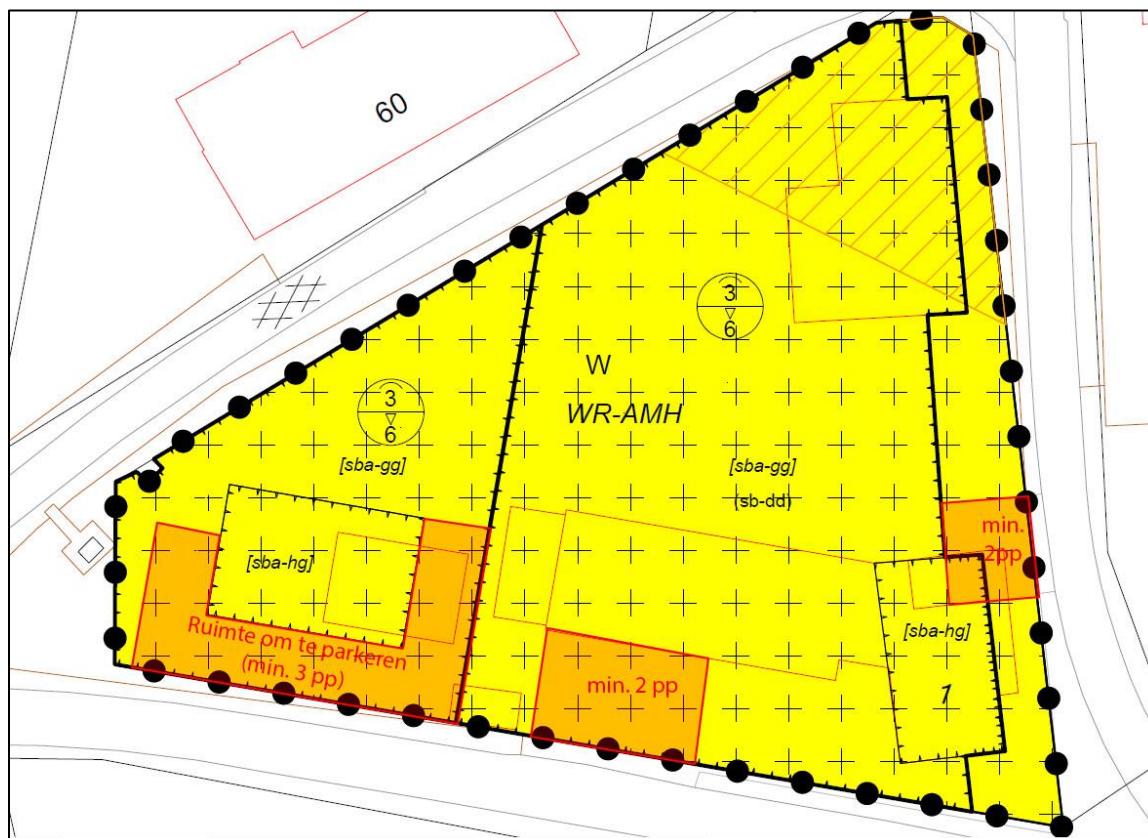 60
3
6
W
WR-AMH
3
6
[sba-gg]
[sba-gg]
(sb-dd)
min.
2pp
[sba-hg]
[sba-hg]
Ruimte om te parkeren
(min. 3 pp)
min. 2 pp
1